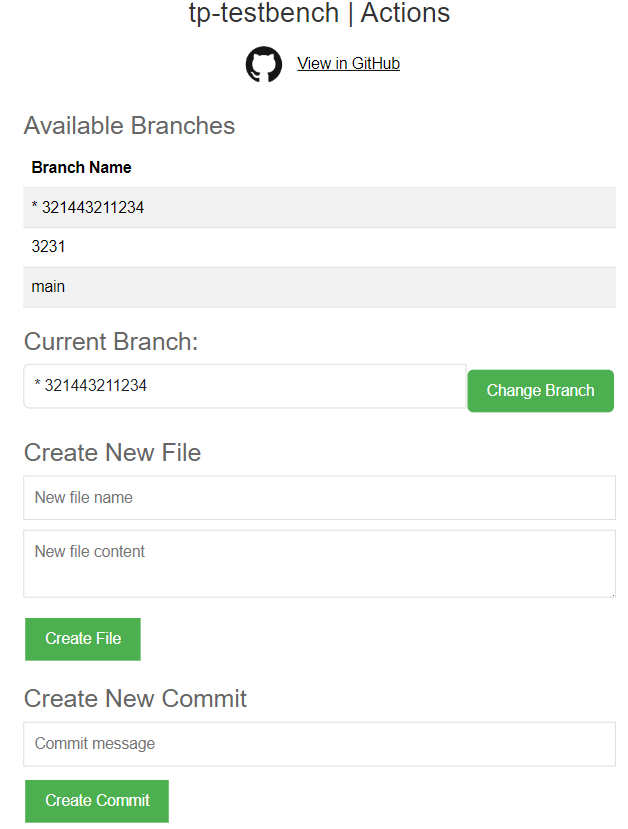 tp-testbench | Actions
View in GitHub
Available Branches
Branch Name
* 321443211234
3231
main
Current Branch:
* 321443211234
Change Branch
Create New File
New file name
New file content
Create File
Create New Commit
Commit message
Create Commit